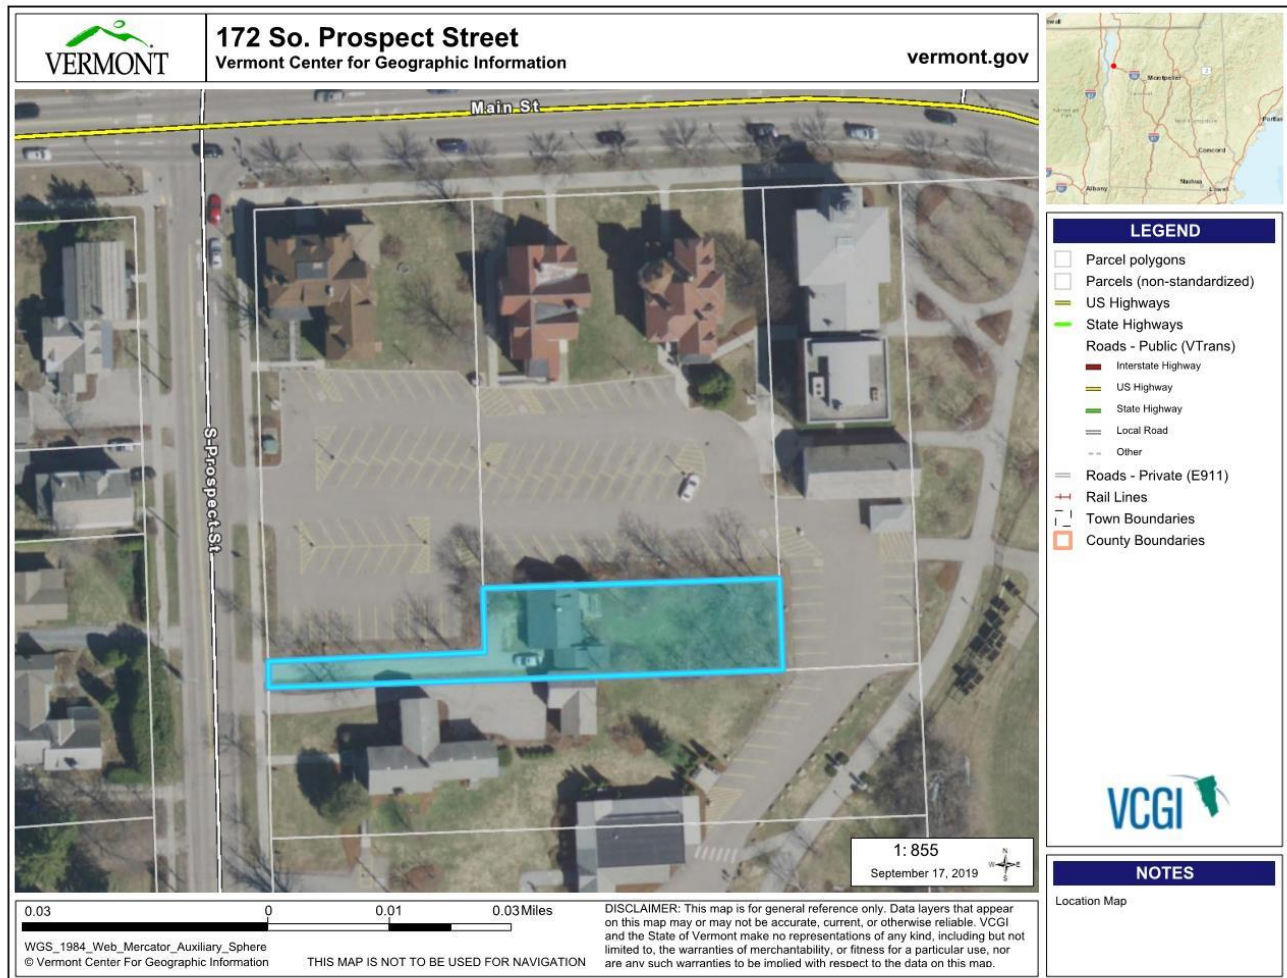 VERMONT
172 So. Prospect Street
Vermont Center for Geographic Information
vermont.gov
Main St
S Prospect St
Montpelier
Concord
Nashua
Lowell
Albany
LEGEND
Parcel polygons
Parcels (non-standardized)
US Highways
State Highways
Roads - Public (VTrans)
Interstate Highway
US Highway
State Highway
Local Road
Other
Roads - Private (E911)
Rail Lines
Town Boundaries
County Boundaries
VCGI
1: 855
September 17, 2019
N
W E
S
NOTES
Location Map
0.03 0 0.01 0.03 Miles
WGS_1984_Web_Mercator_Auxiliary_Sphere
© Vermont Center For Geographic Information
THIS MAP IS NOT TO BE USED FOR NAVIGATION
DISCLAIMER: This map is for general reference only. Data layers that appear
on this map may or may not be accurate, current, or otherwise reliable. VCGI
and the State of Vermont make no representations of any kind, including but not
limited to, the warranties of merchantability, or fitness for a particular use, nor
are any such warranties to be implied with respect to the data on this map.